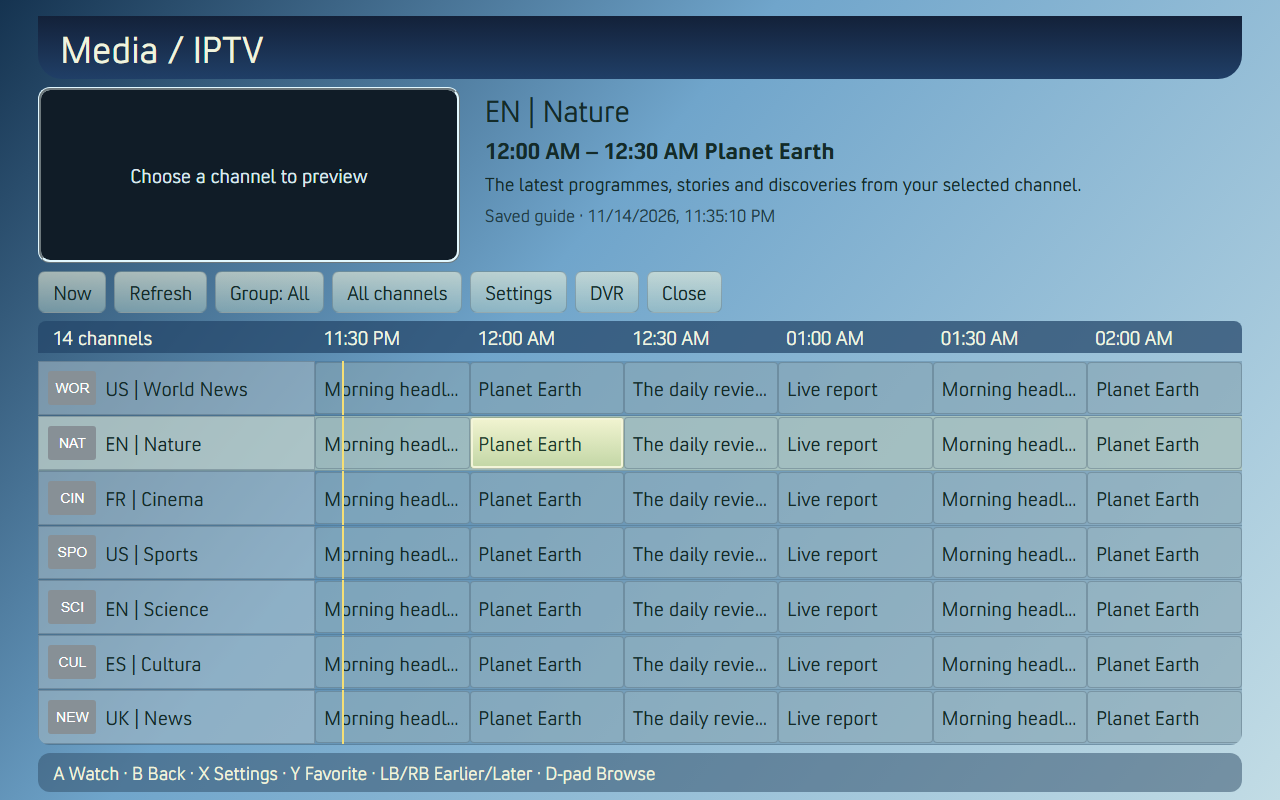 Media / IPTV
Choose a channel to preview
EN | Nature
12:00 AM – 12:30 AM Planet Earth
The latest programmes, stories and discoveries from your selected channel.
Saved guide · 11/14/2026, 11:35:10 PM
Now Refresh Group: All All channels Settings DVR Close
14 channels 11:30 PM 12:00 AM 12:30 AM 01:00 AM 01:30 AM 02:00 AM
WOR US | World News Morning headl... Planet Earth The daily revie... Live report Morning headl... Planet Earth
NAT EN | Nature Morning headl... Planet Earth The daily revie... Live report Morning headl... Planet Earth
CIN FR | Cinema Morning headl... Planet Earth The daily revie... Live report Morning headl... Planet Earth
SPO US | Sports Morning headl... Planet Earth The daily revie... Live report Morning headl... Planet Earth
SCI EN | Science Morning headl... Planet Earth The daily revie... Live report Morning headl... Planet Earth
CUL ES | Cultura Morning headl... Planet Earth The daily revie... Live report Morning headl... Planet Earth
NEW UK | News Morning headl... Planet Earth The daily revie... Live report Morning headl... Planet Earth
A Watch · B Back · X Settings · Y Favorite · LB/RB Earlier/Later · D-pad Browse